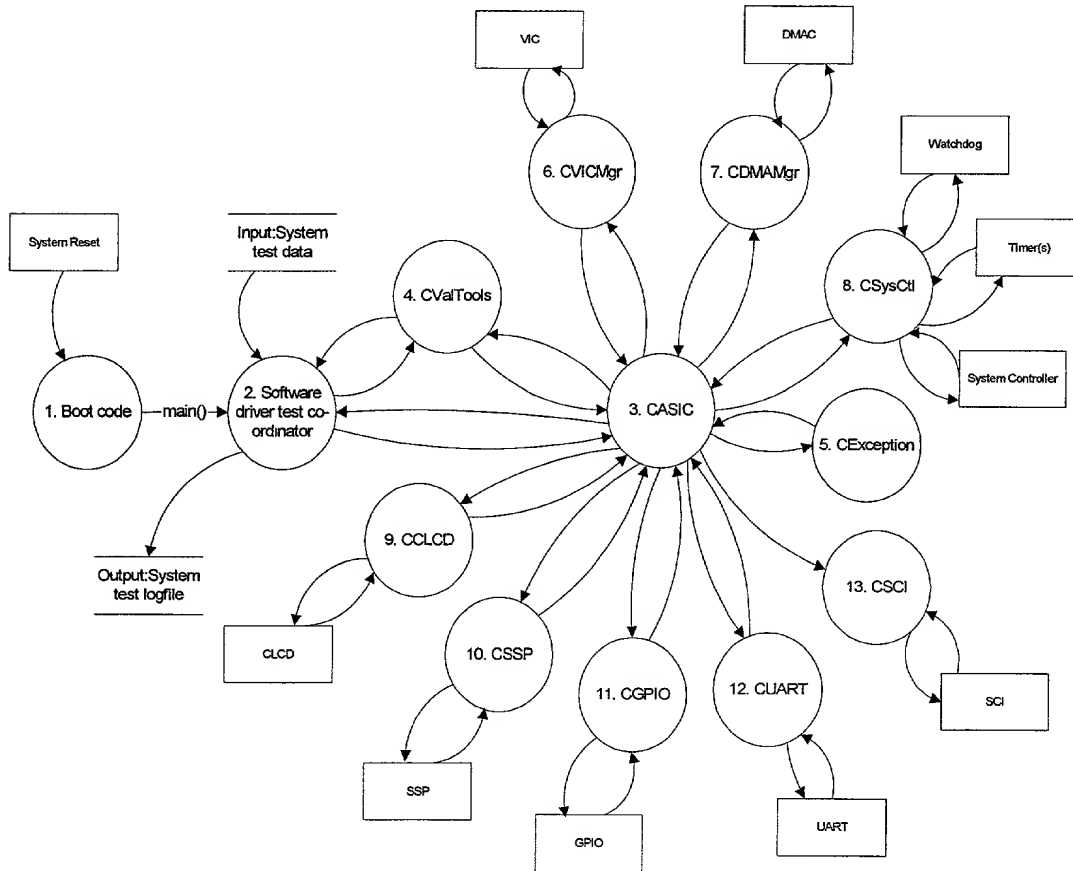 VIC
DMAC
Watchdog
6. CVICMgr
7. CDMAMgr
System Reset
Input:System
test data
Timer(s)
8. CSysCtl
4. CValTools
System Controller
1. Boot code
main()
2. Software
driver test co-
ordinator
3. CASIC
5. CException
9. CCLCD
Output:System
test logfile
13. CSCI
CLCD
10. CSSP
11. CGPIO
12. CUART
SCI
SSP
GPIO
UART